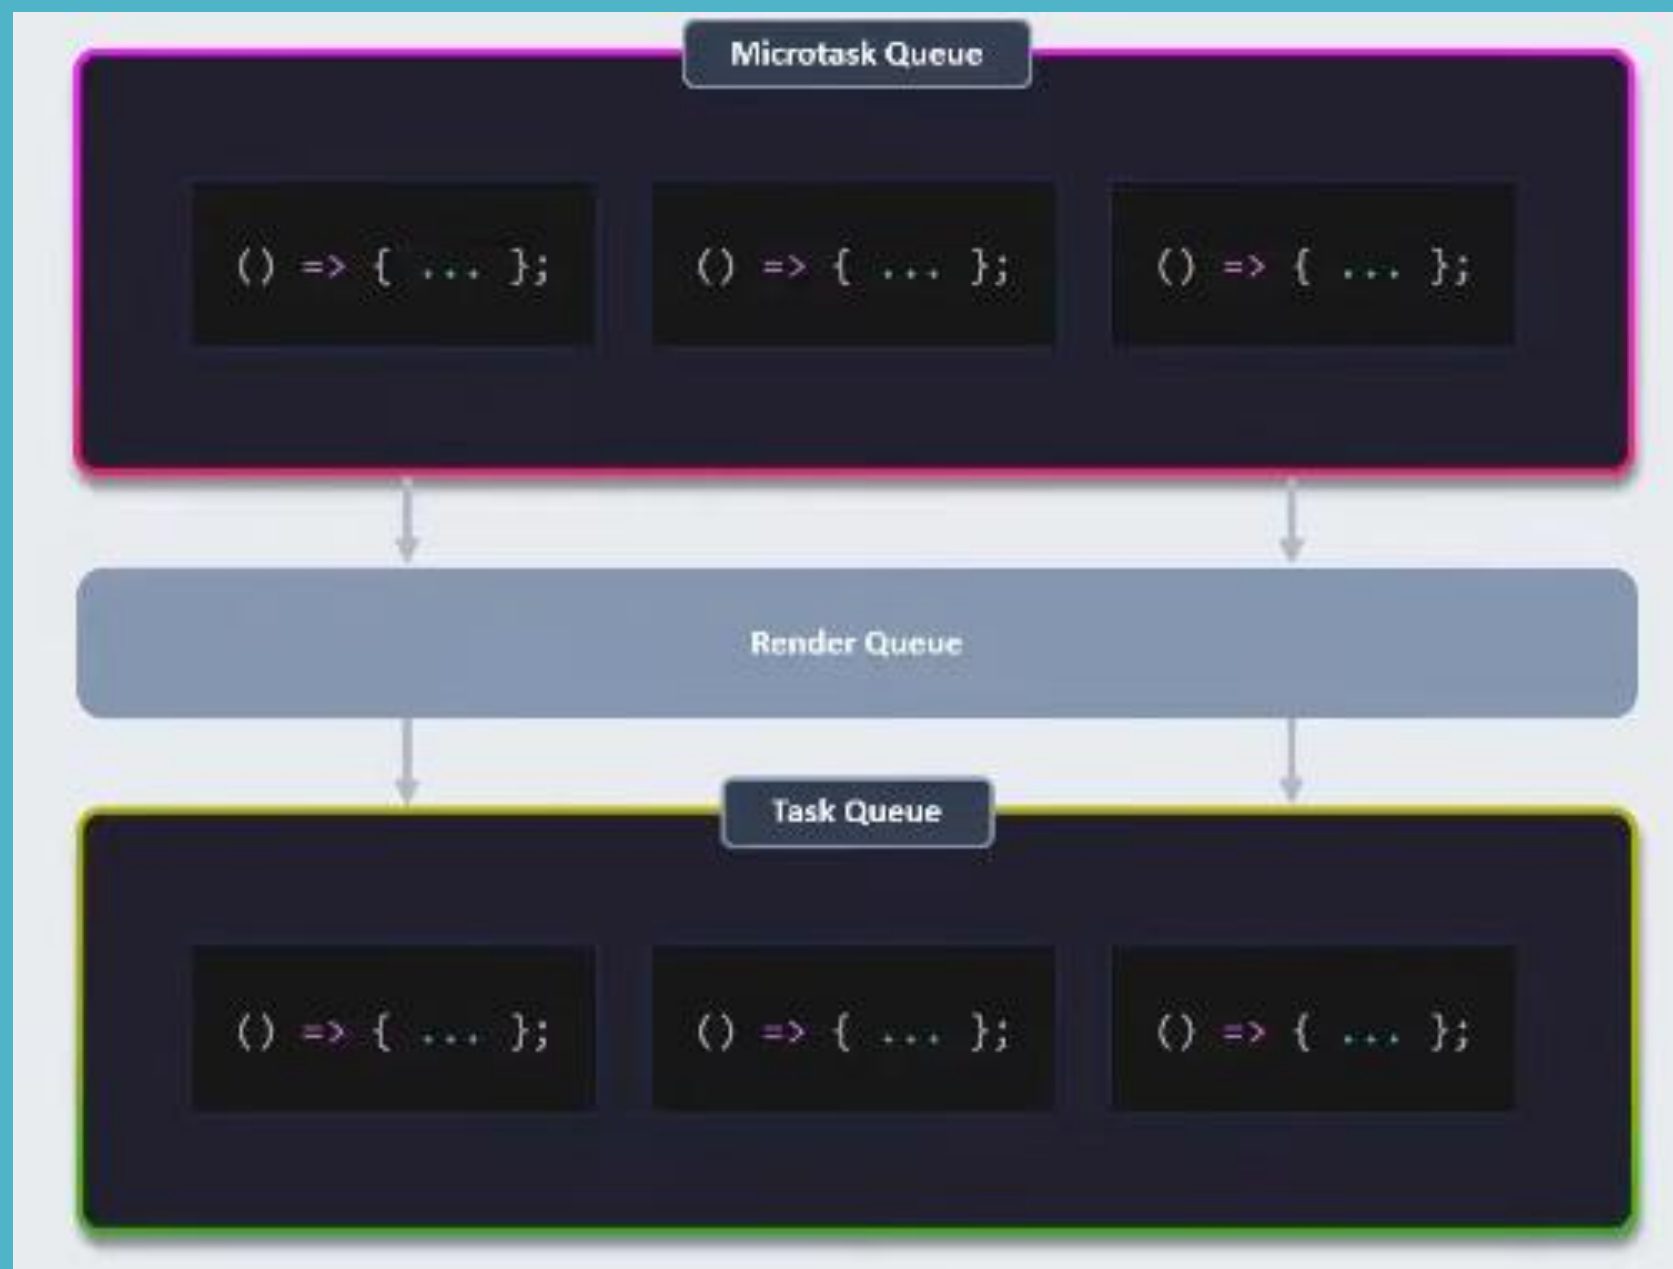 Microtask Queue
() => { ... }; () => { ... }; () => { ... };
Render Queue
Task Queue
() => { ... }; () => { ... }; () => { ... };